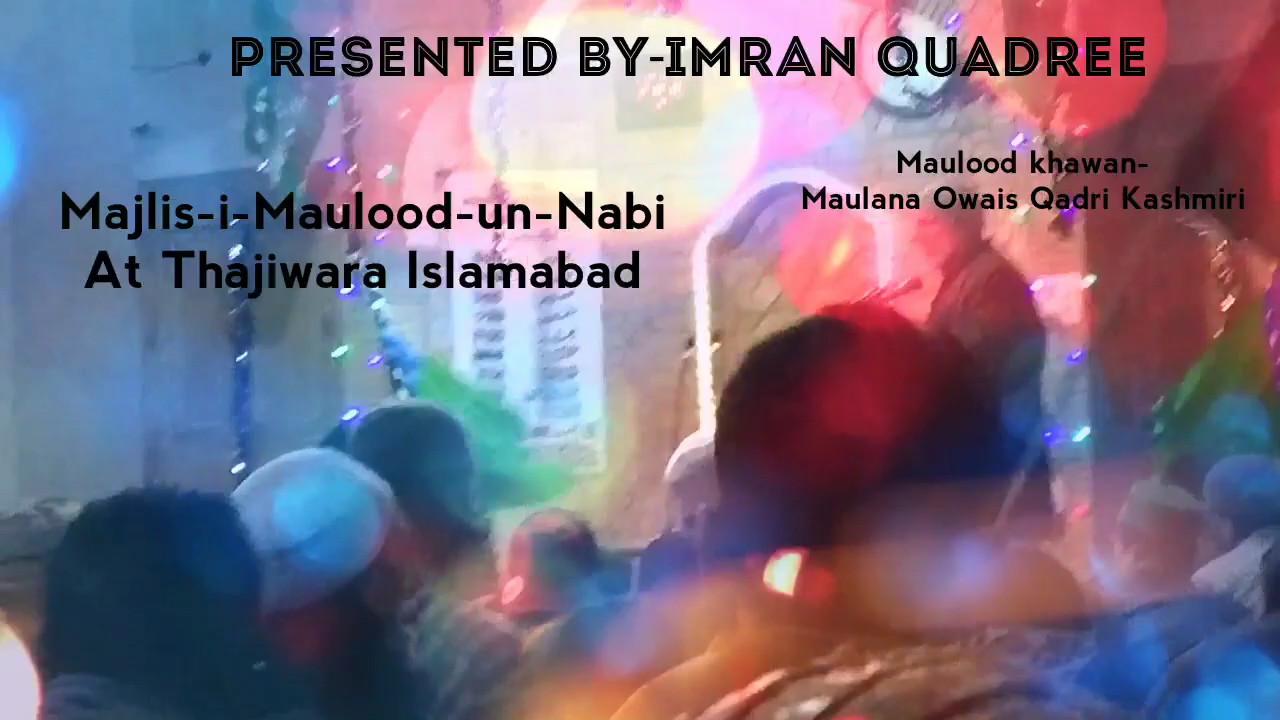 PRESENTED BY-IMRAN QUADREE
Maulood khawan-
Maulana Owais Qadri Kashmiri
Majlis-i-Maulood-un-Nabi
At Thajiwara Islamabad